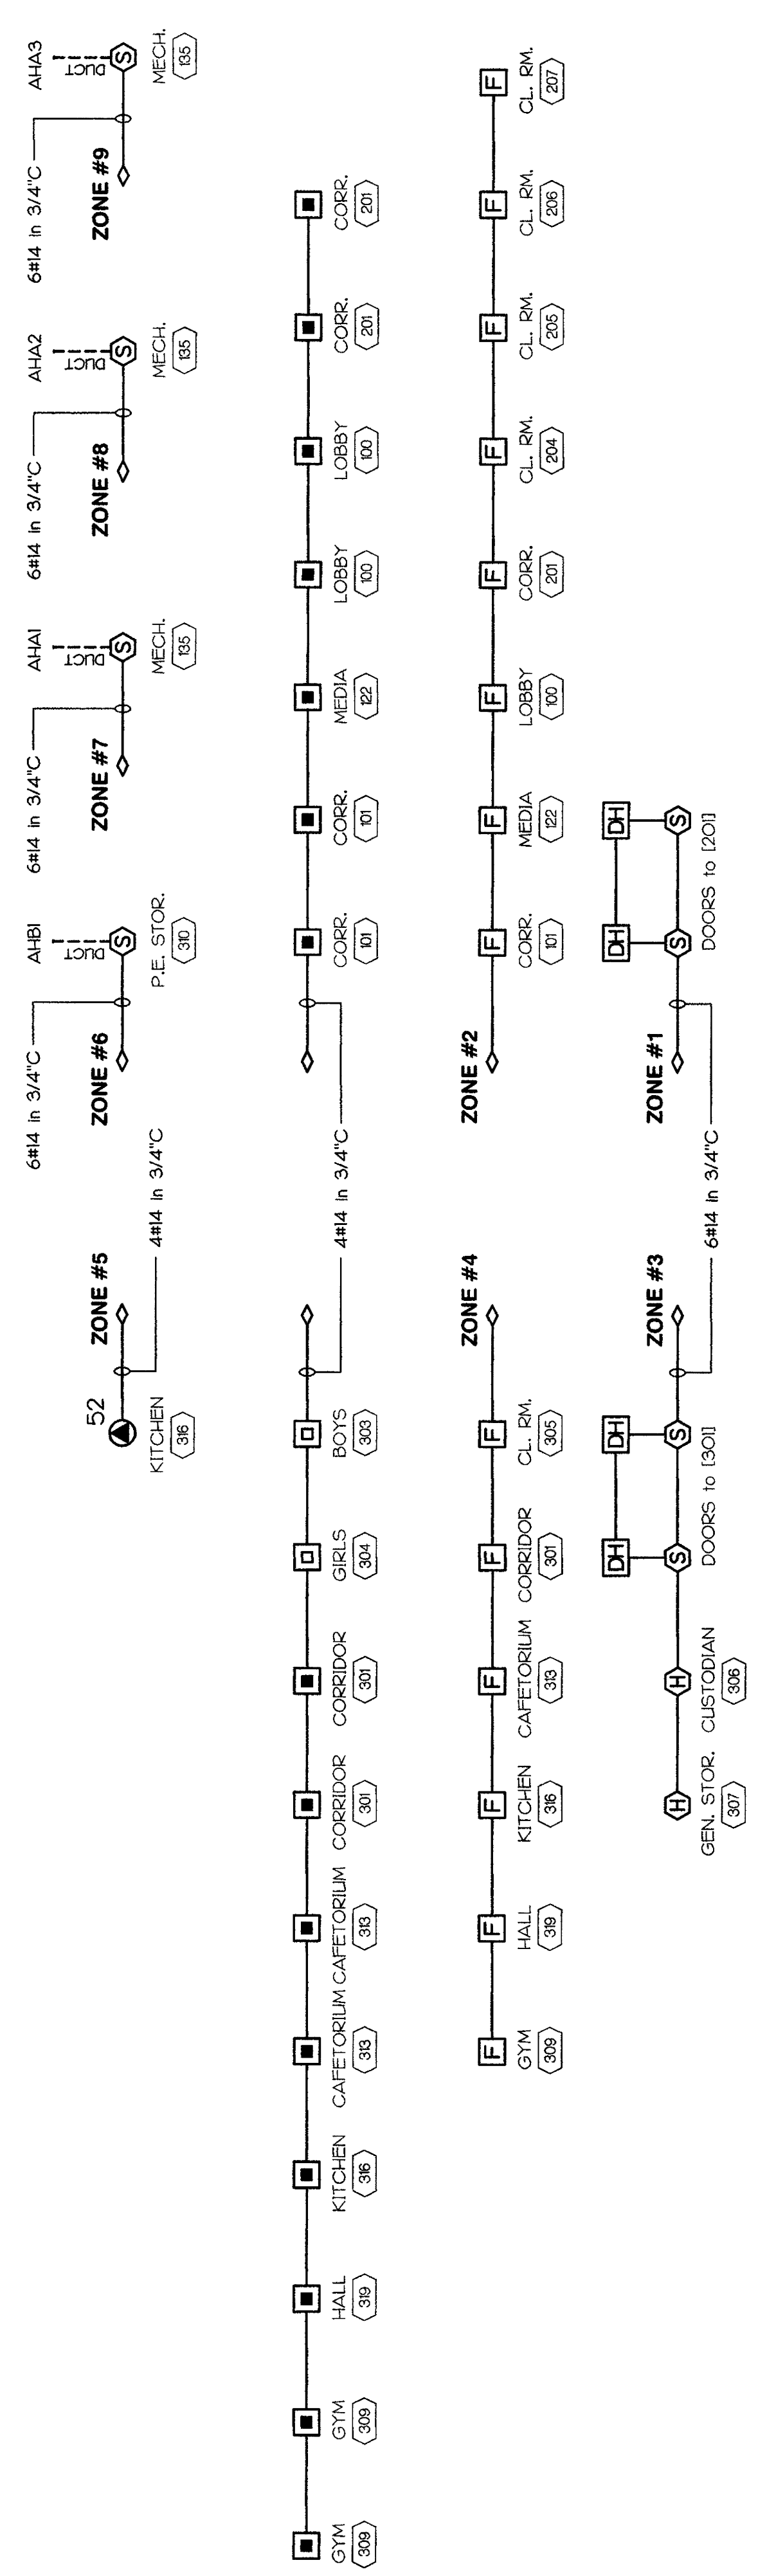 6#14 in 3/4"C AHB1 6#14 in 3/4"C AHA1 6#14 in 3/4"C AHA2 6#14 in 3/4"C AHA3
DUCT DUCT DUCT DUCT
52 ZONE #5 ZONE #6 ZONE #7 ZONE #8 ZONE #9
S S S S
KITCHEN 4#14 in 3/4"C P.E. STOR. MECH. MECH. MECH.
316 310 135 135 135
GYM GYM HALL KITCHEN CAFETORIUM CAFETORIUM CORRIDOR CORRIDOR GIRLS BOYS 4#14 in 3/4"C CORR. CORR. MEDIA LOBBY LOBBY CORR. CORR.
309 309 319 316 313 313 301 301 304 303 101 101 122 100 100 201 201
ZONE #4 ZONE #2
F F F F F F F F F F F F F F
GYM HALL KITCHEN CAFETORIUM CORRIDOR CL. RM. CORR. MEDIA LOBBY CORR. CL. RM. CL. RM. CL. RM. CL. RM.
309 319 316 313 301 305 101 122 100 201 204 205 206 207
DH DH DH DH
ZONE #3 ZONE #1
H H S S S S
GEN. STOR. CUSTODIAN DOORS to [301] 6#14 in 3/4"C DOORS to [201]
307 306